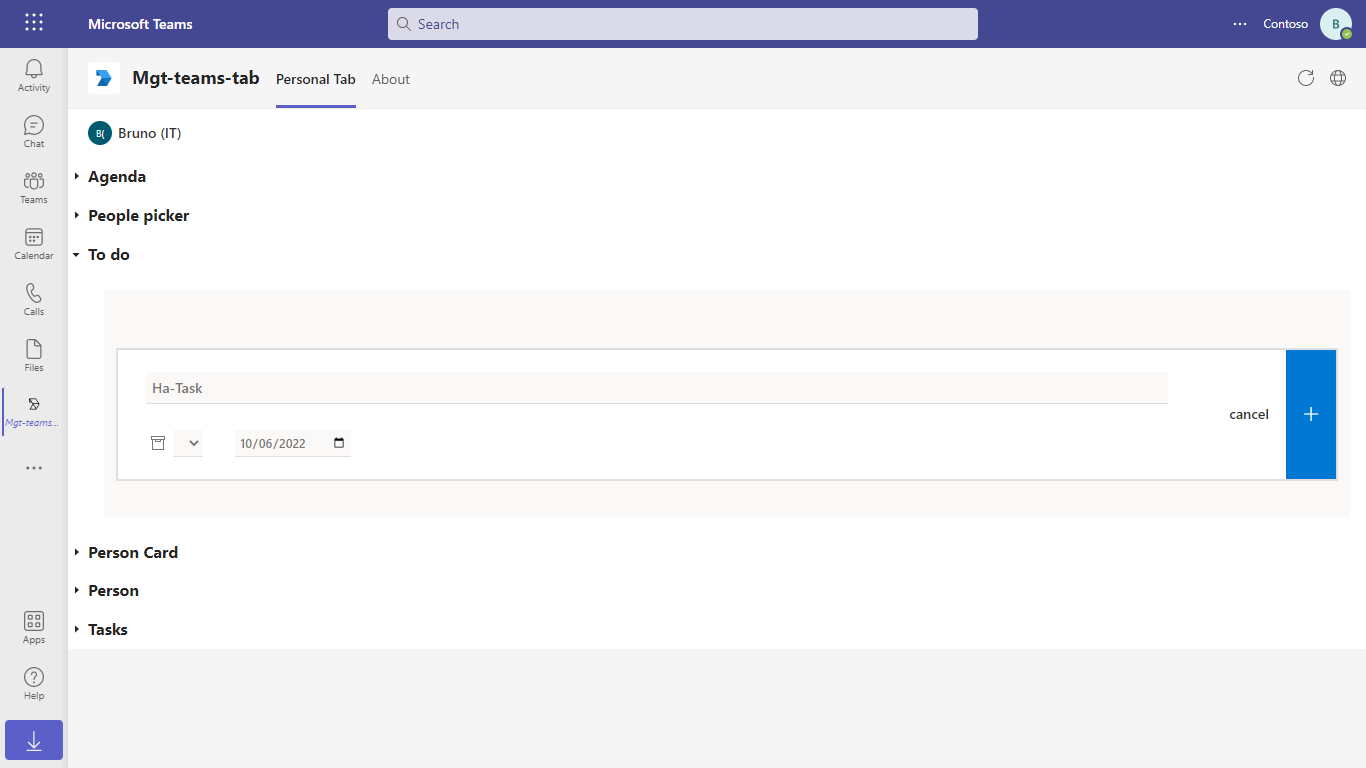 Microsoft Teams
Search
Contoso
B
Activity
Chat
Teams
Calendar
Calls
Files
Mgt-teams...
Apps
Help
Mgt-teams-tab
Personal Tab
About
B(
Bruno (IT)
Agenda
People picker
To do
Ha-Task
cancel
10/06/2022
Person Card
Person
Tasks